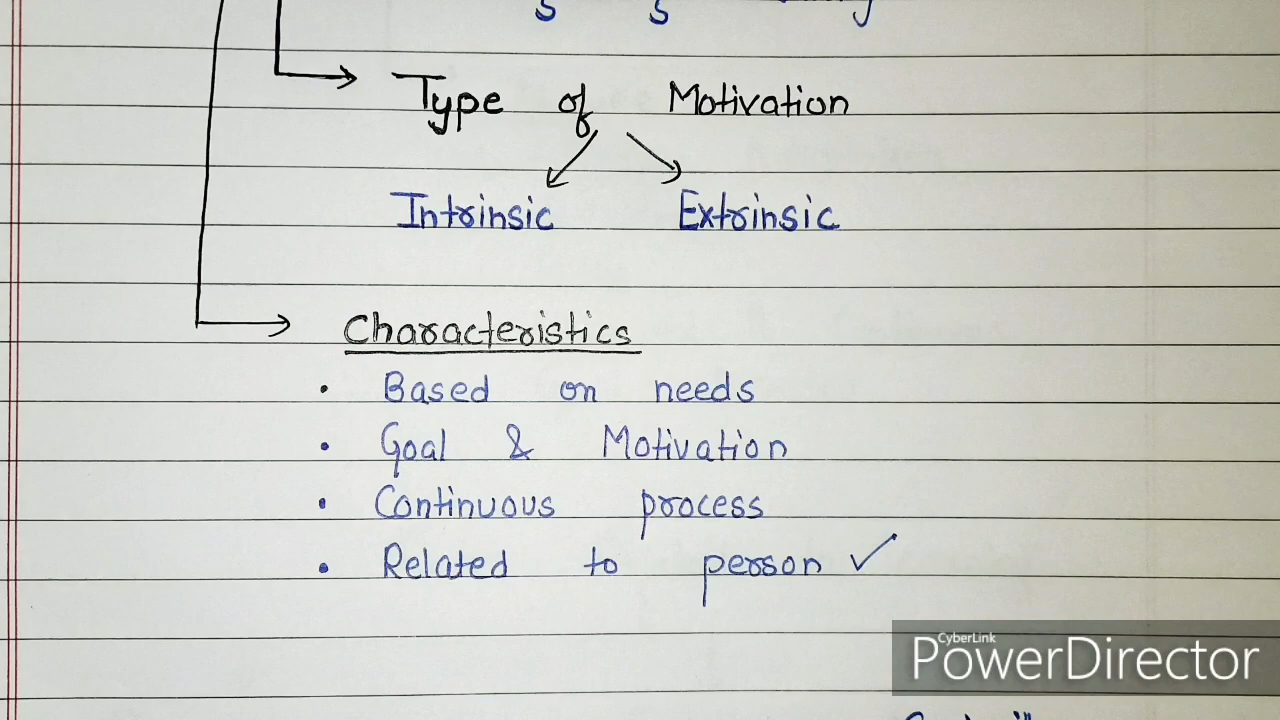 Type of Motivation
Intrinsic Extrinsic
Characteristics
• Based on needs
• Goal & Motivation
• Continuous process
• Related to person ✓
CyberLink
PowerDirector